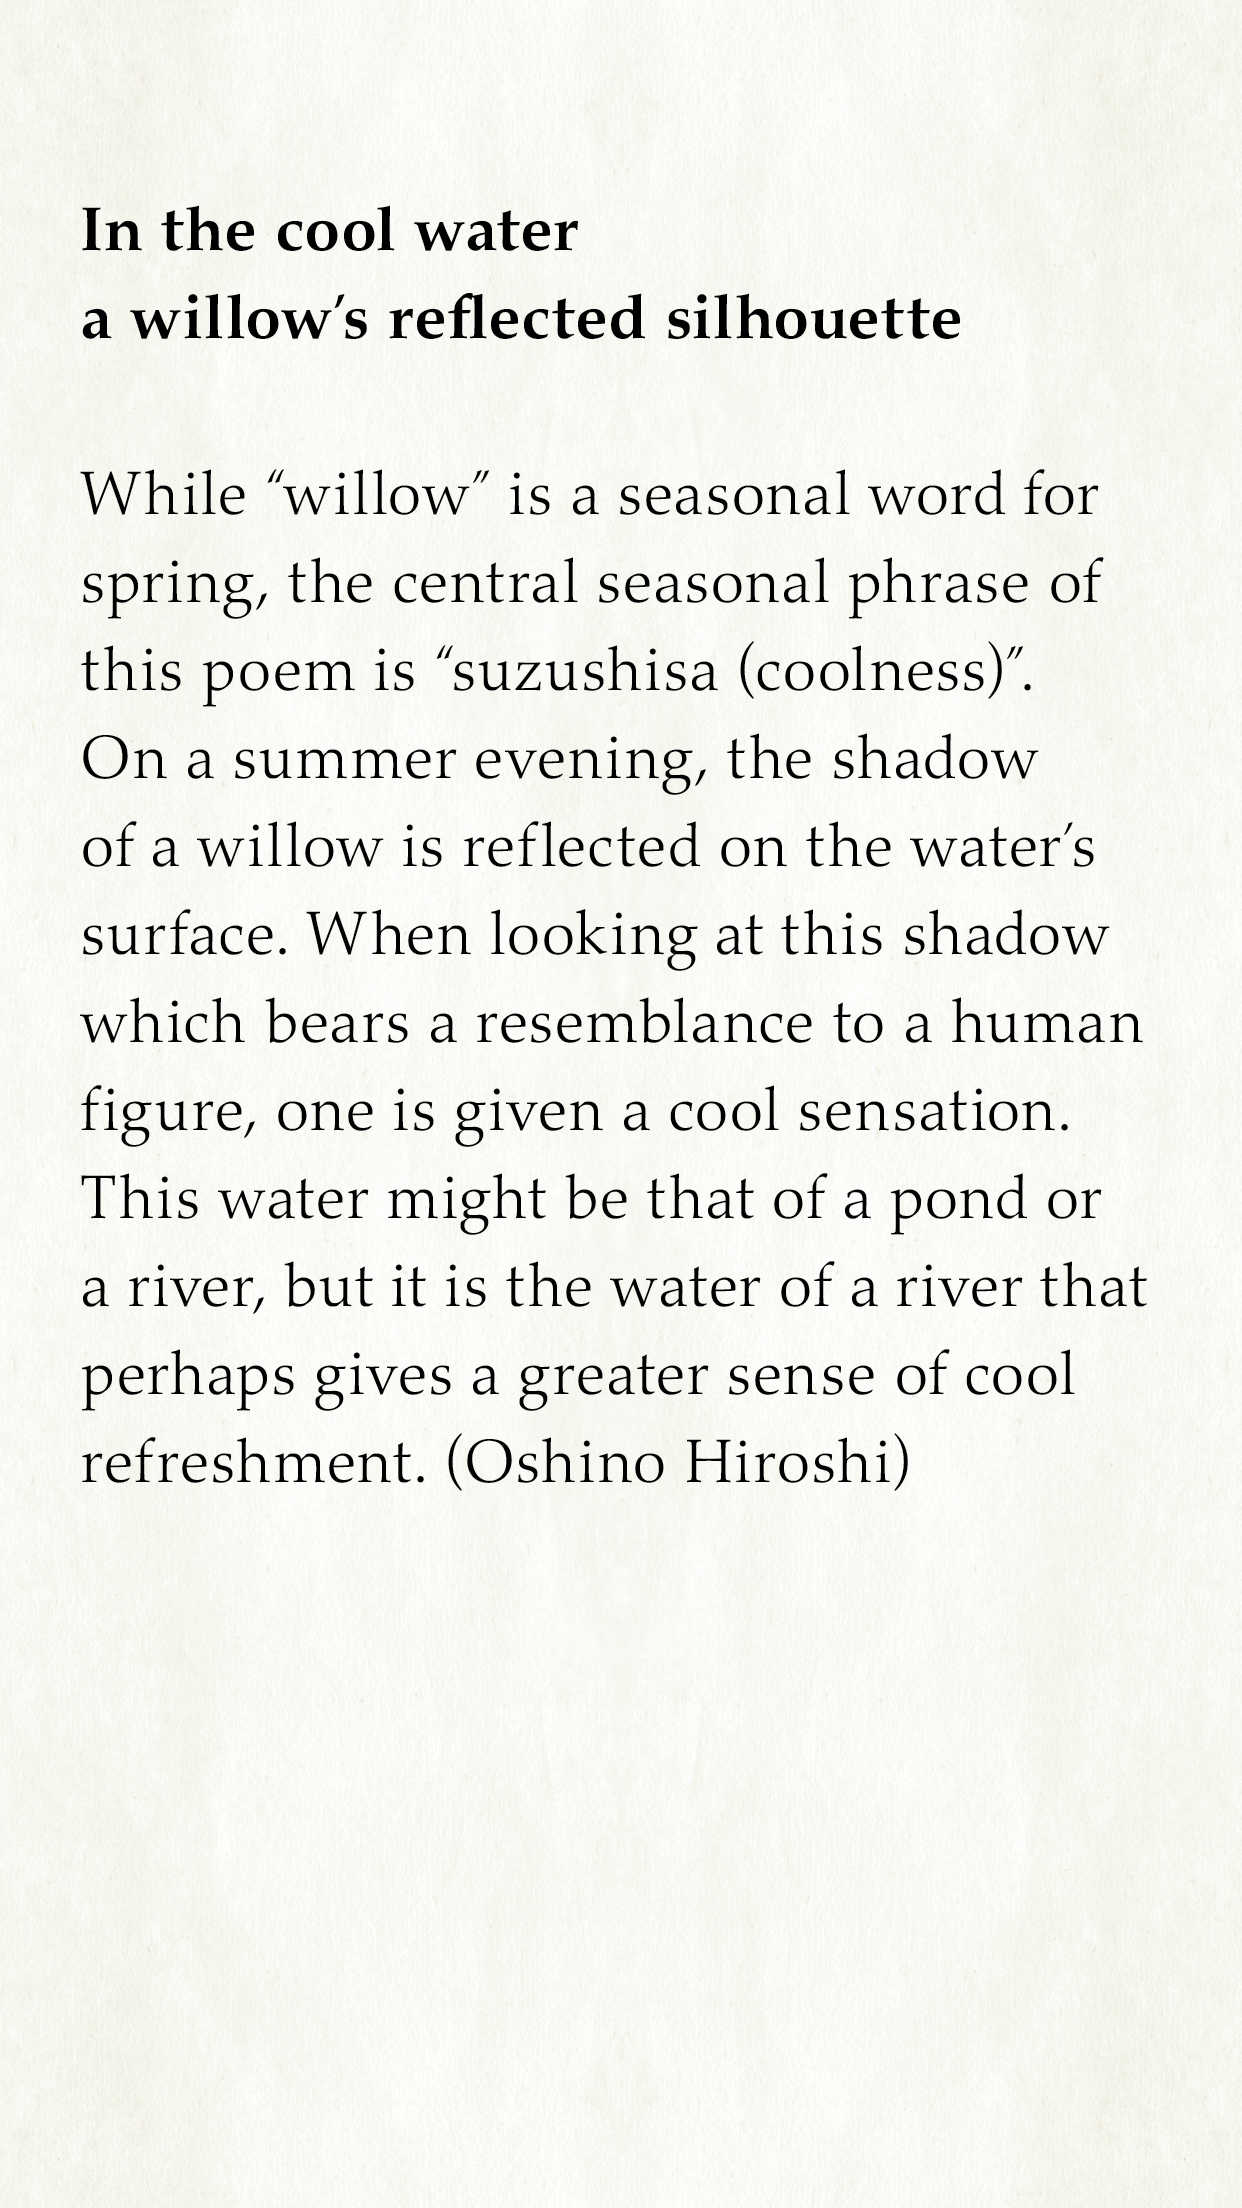 In the cool water
a willow’s reflected silhouette
While “willow” is a seasonal word for
spring, the central seasonal phrase of
this poem is “suzushisa (coolness)”.
On a summer evening, the shadow
of a willow is reflected on the water’s
surface. When looking at this shadow
which bears a resemblance to a human
figure, one is given a cool sensation.
This water might be that of a pond or
a river, but it is the water of a river that
perhaps gives a greater sense of cool
refreshment. (Oshino Hiroshi)